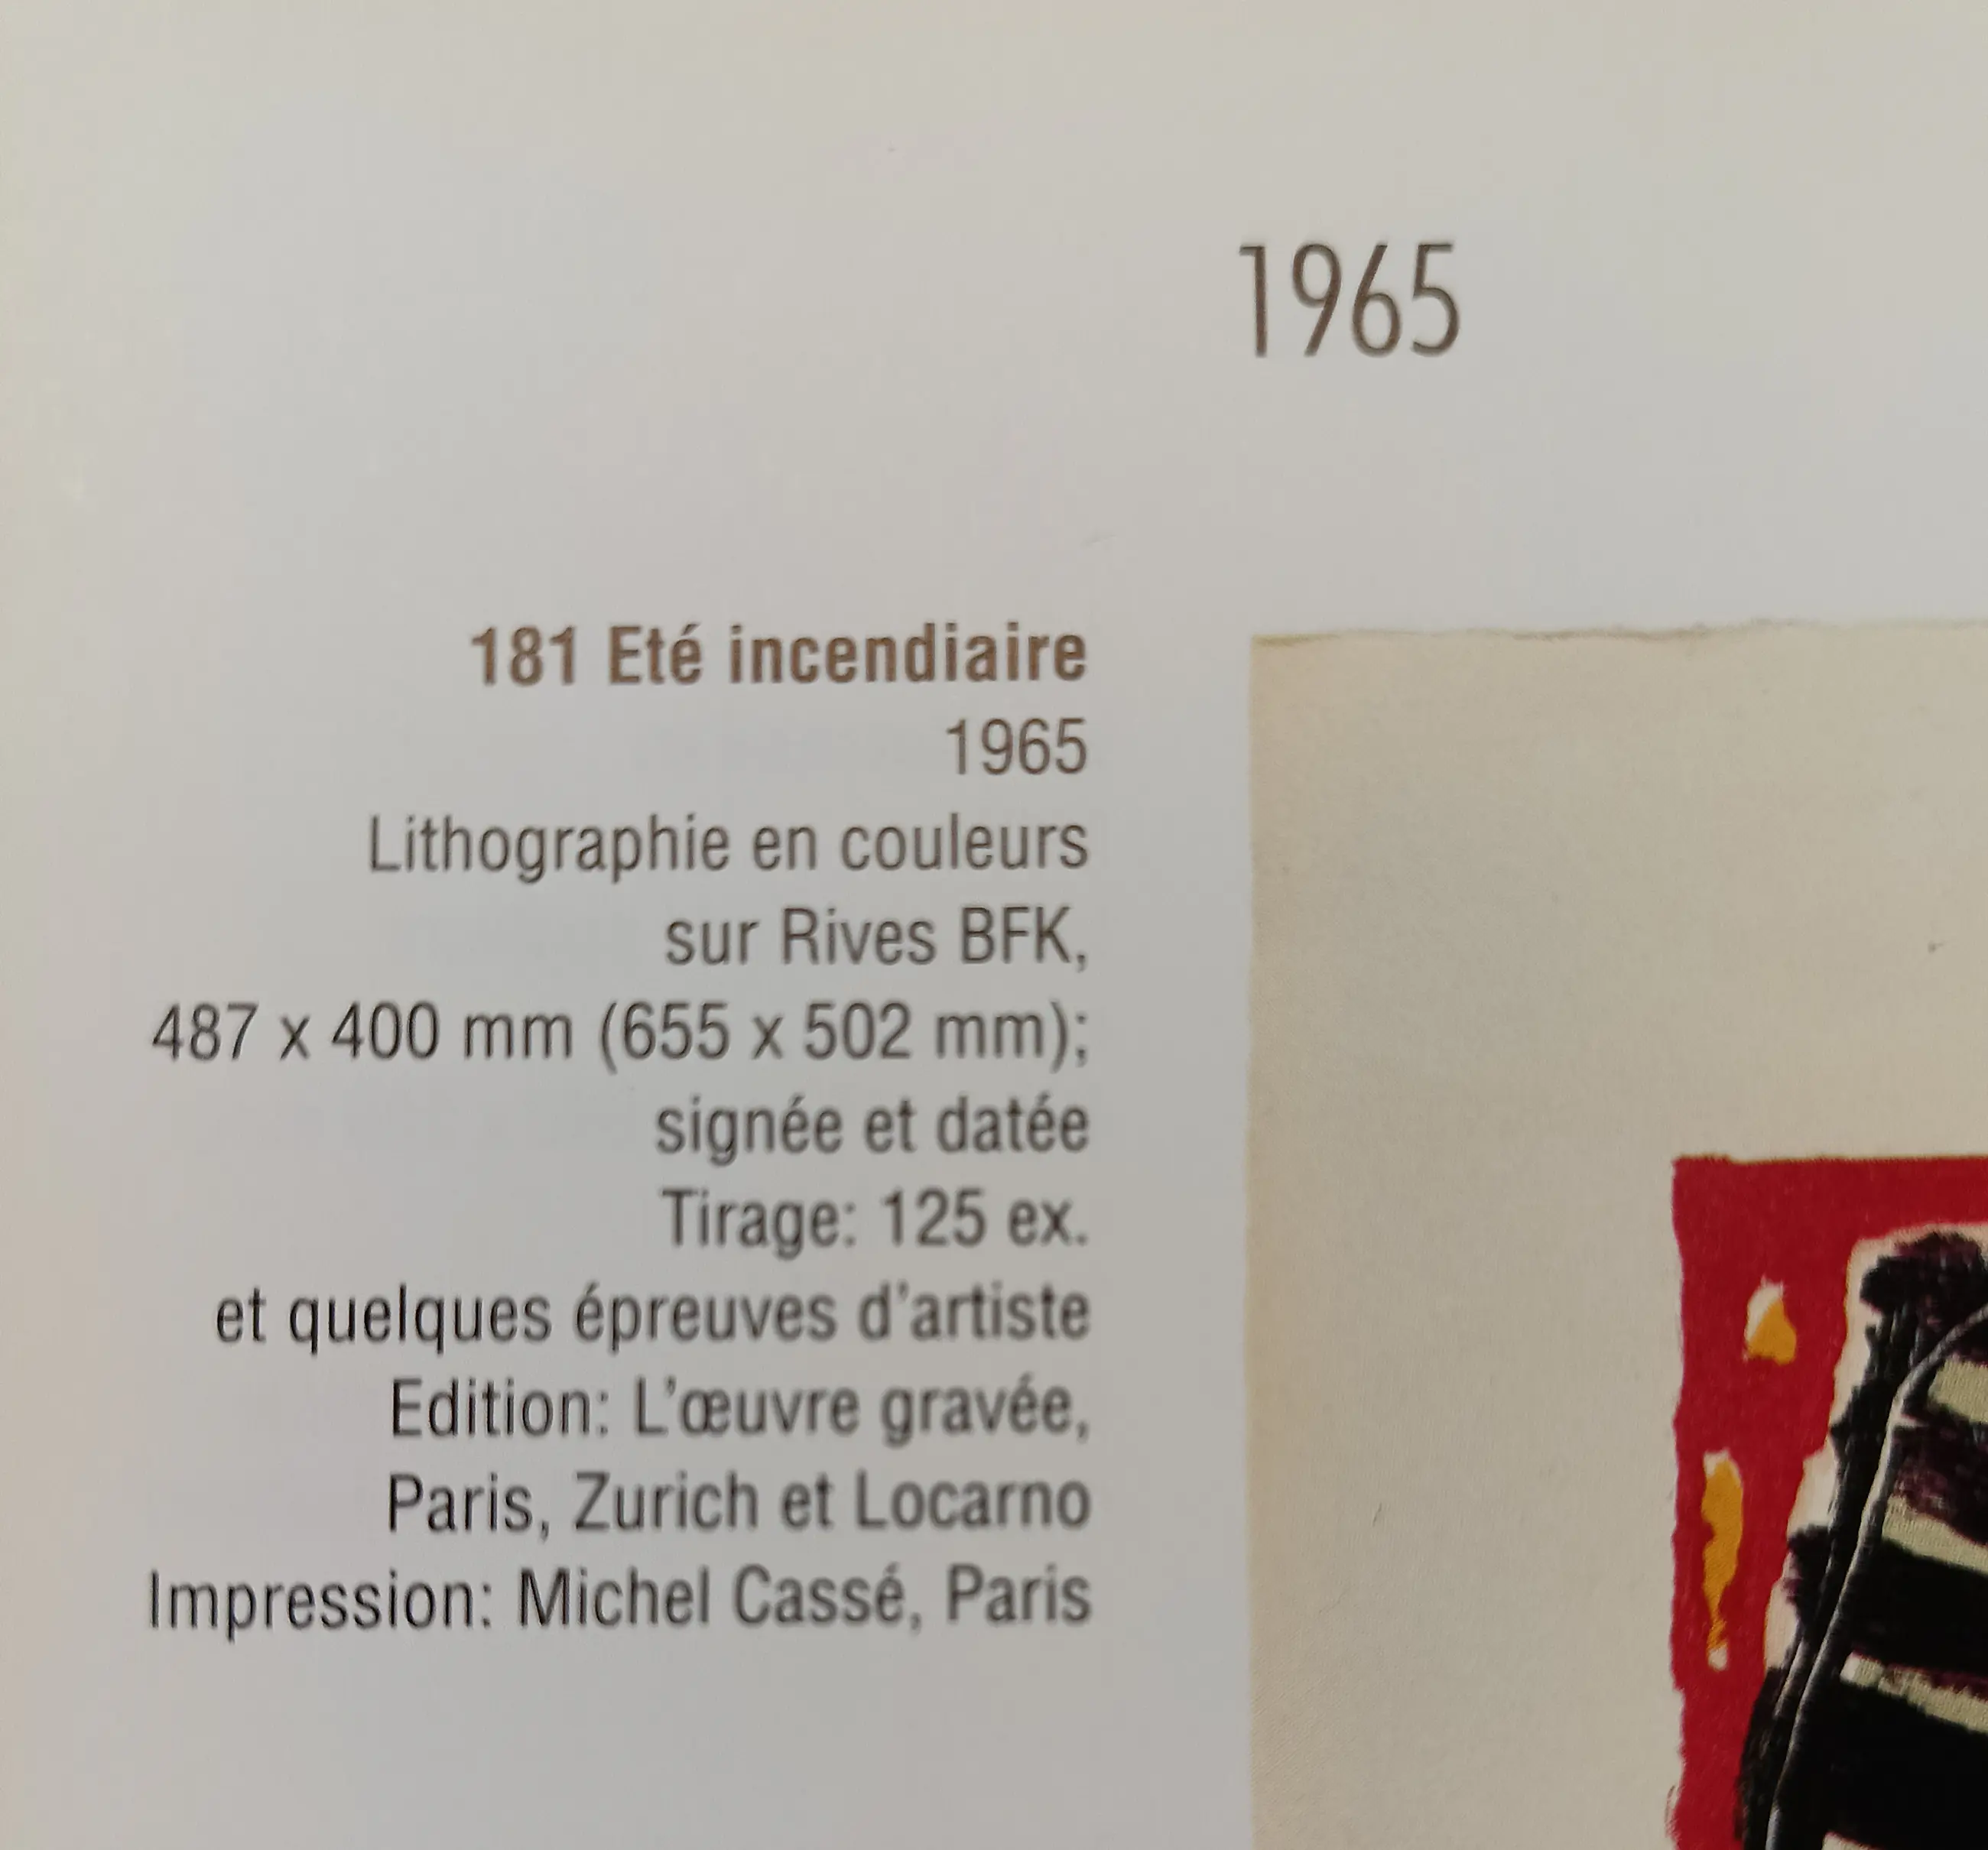 1965
181 Eté incendiaire
1965
Lithographie en couleurs
sur Rives BFK,
487 x 400 mm (655 x 502 mm);
signée et datée
Tirage: 125 ex.
et quelques épreuves d'artiste
Edition: L'œuvre gravée,
Paris, Zurich et Locarno
Impression: Michel Cassé, Paris